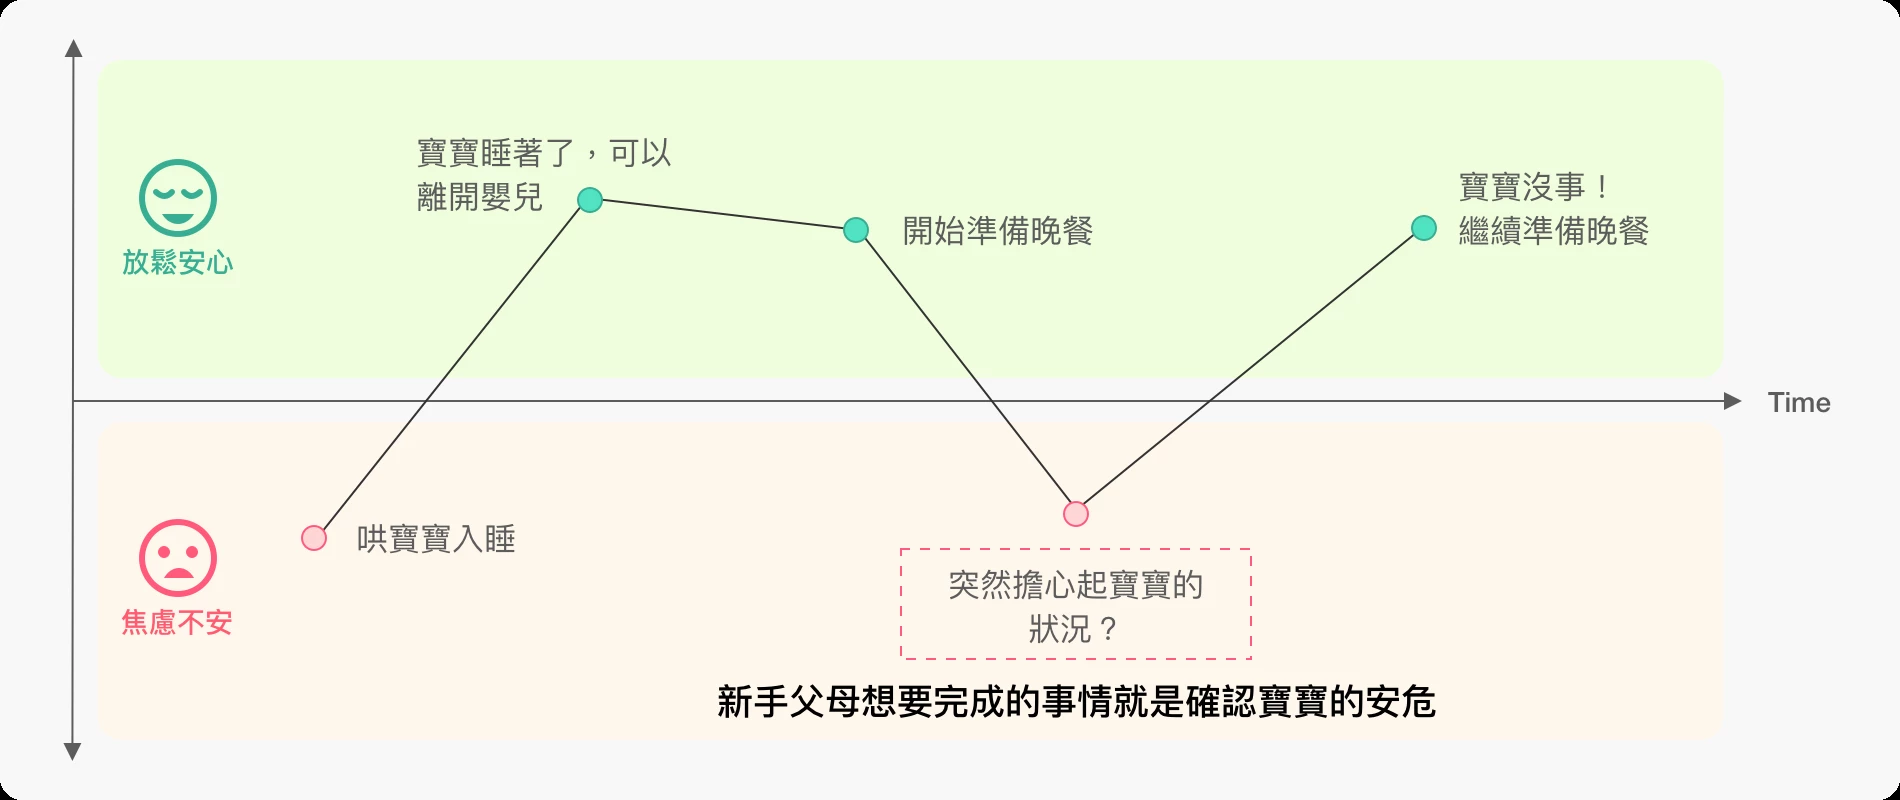 寶寶睡著了，可以
離開嬰兒
寶寶沒事！
繼續準備晚餐
開始準備晚餐
放鬆安心
Time
哄寶寶入睡
突然擔心起寶寶的
狀況？
焦慮不安
新手父母想要完成的事情就是確認寶寶的安危